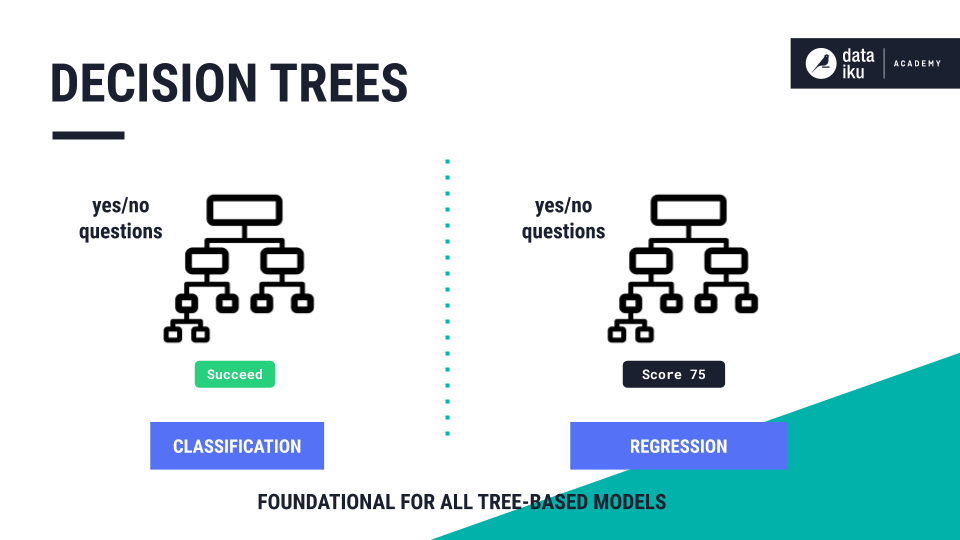 DECISION TREES
data
iku
ACADEMY
yes/no
questions
Succeed
CLASSIFICATION
yes/no
questions
Score 75
REGRESSION
FOUNDATIONAL FOR ALL TREE-BASED MODELS